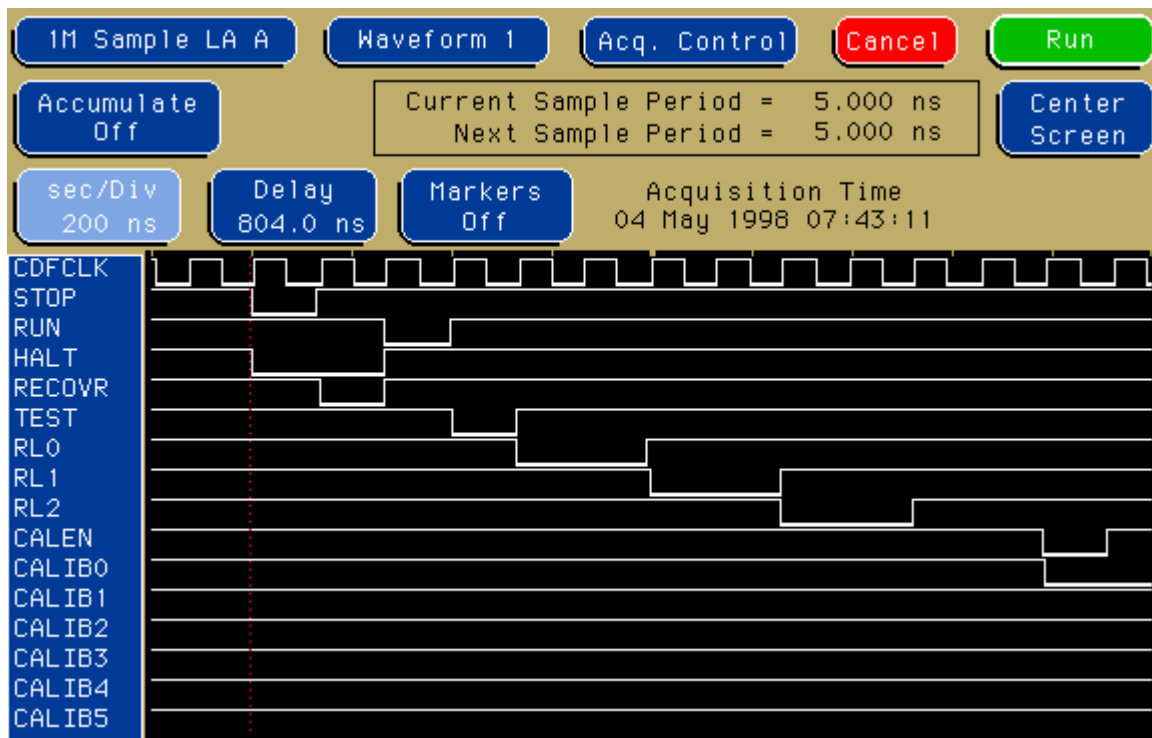 1M Sample LA A
Waveform 1
Acq. Control
Cancel
Run
Accumulate
Off
Current Sample Period = 5.000 ns
Next Sample Period = 5.000 ns
Center
Screen
sec/Div
200 ns
Delay
804.0 ns
Markers
Off
Acquisition Time
04 May 1998 07:43:11
CDFCLK
STOP
RUN
HALT
RECOVR
TEST
RL0
RL1
RL2
CALEN
CALIB0
CALIB1
CALIB2
CALIB3
CALIB4
CALIB5